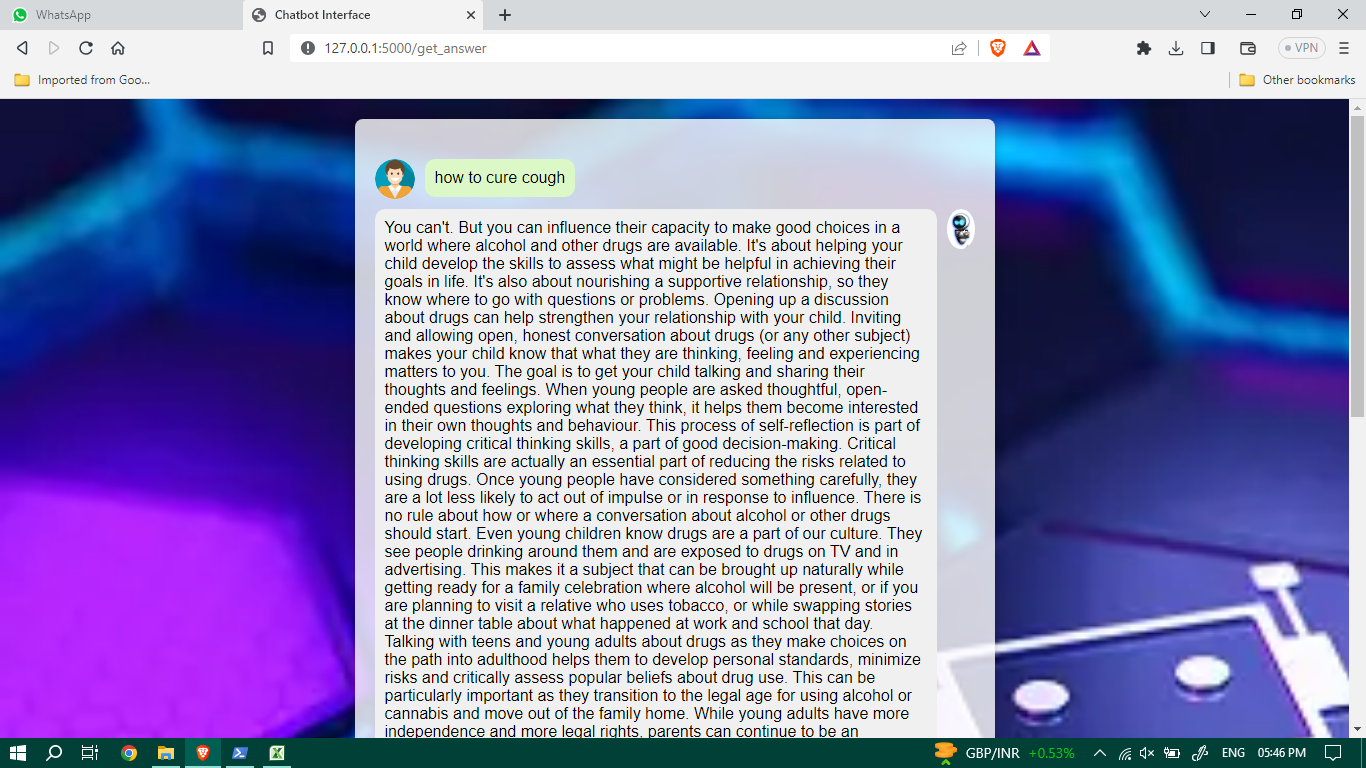 WhatsApp
Chatbot Interface
127.0.0.1:5000/get_answer
VPN
Imported from Goo...
Other bookmarks
how to cure cough
You can't. But you can influence their capacity to make good choices in a
world where alcohol and other drugs are available. It's about helping your
child develop the skills to assess what might be helpful in achieving their
goals in life. It's also about nourishing a supportive relationship, so they
know where to go with questions or problems. Opening up a discussion
about drugs can help strengthen your relationship with your child. Inviting
and allowing open, honest conversation about drugs (or any other subject)
makes your child know that what they are thinking, feeling and experiencing
matters to you. The goal is to get your child talking and sharing their
thoughts and feelings. When young people are asked thoughtful, open-
ended questions exploring what they think, it helps them become interested
in their own thoughts and behaviour. This process of self-reflection is part of
developing critical thinking skills, a part of good decision-making. Critical
thinking skills are actually an essential part of reducing the risks related to
using drugs. Once young people have considered something carefully, they
are a lot less likely to act out of impulse or in response to influence. There is
no rule about how or where a conversation about alcohol or other drugs
should start. Even young children know drugs are a part of our culture. They
see people drinking around them and are exposed to drugs on TV and in
advertising. This makes it a subject that can be brought up naturally while
getting ready for a family celebration where alcohol will be present, or if you
are planning to visit a relative who uses tobacco, or while swapping stories
at the dinner table about what happened at work and school that day.
Talking with teens and young adults about drugs as they make choices on
the path into adulthood helps them to develop personal standards, minimize
risks and critically assess popular beliefs about drug use. This can be
particularly important as they transition to the legal age for using alcohol or
cannabis and move out of the family home. While young adults have more
independence and more legal rights, parents can continue to be an
GBP/INR +0.53% ENG 05:46 PM